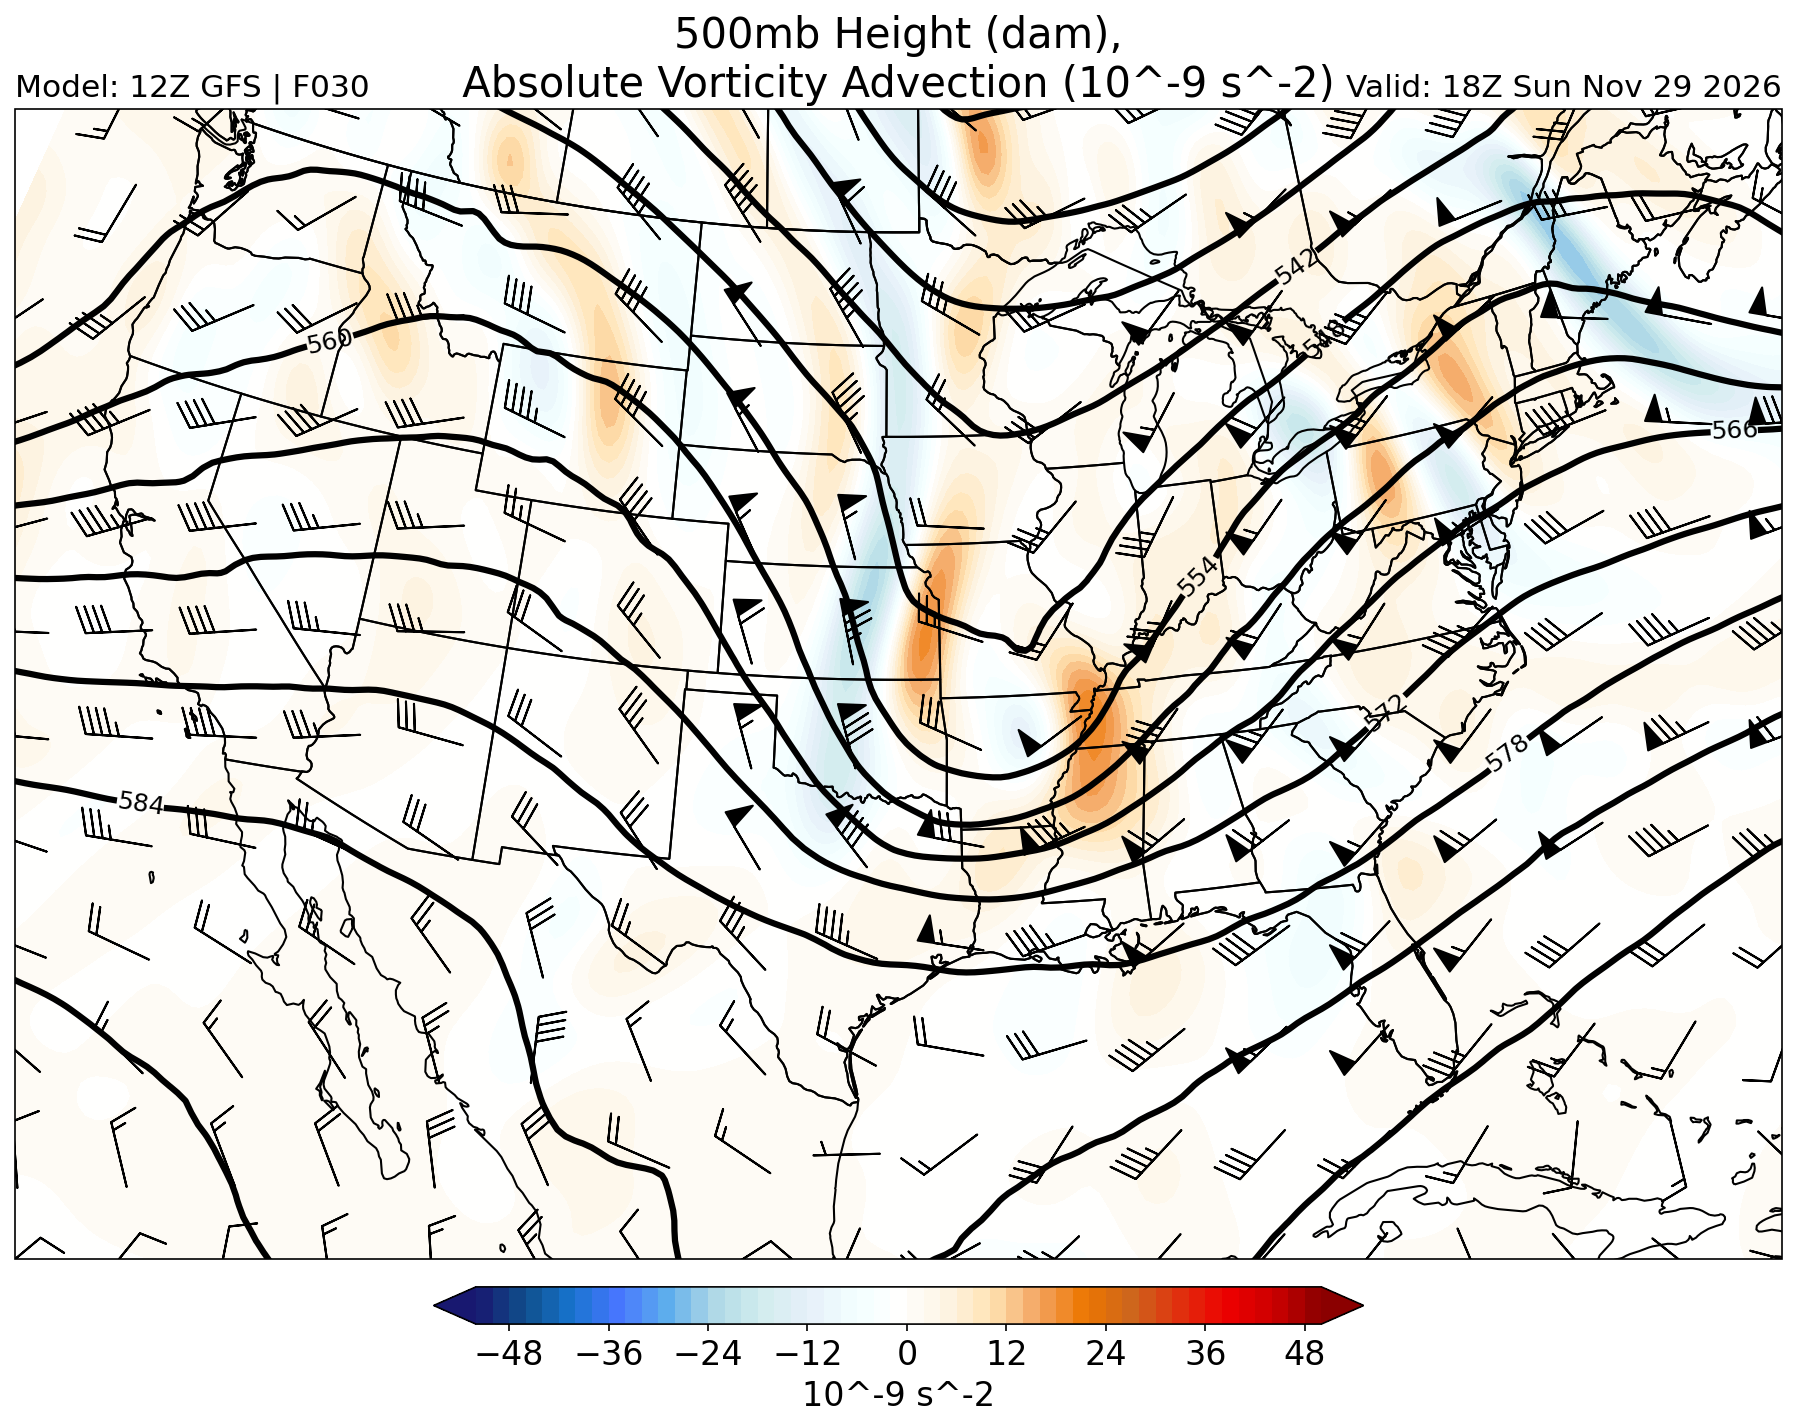 500mb Height (dam),
Model: 12Z GFS | F030
Absolute Vorticity Advection (10^-9 s^-2)
Valid: 18Z Sun Nov 29 2026
542
548
560
566
554
572
578
584
−48 −36 −24 −12 0 12 24 36 48
10^-9 s^-2